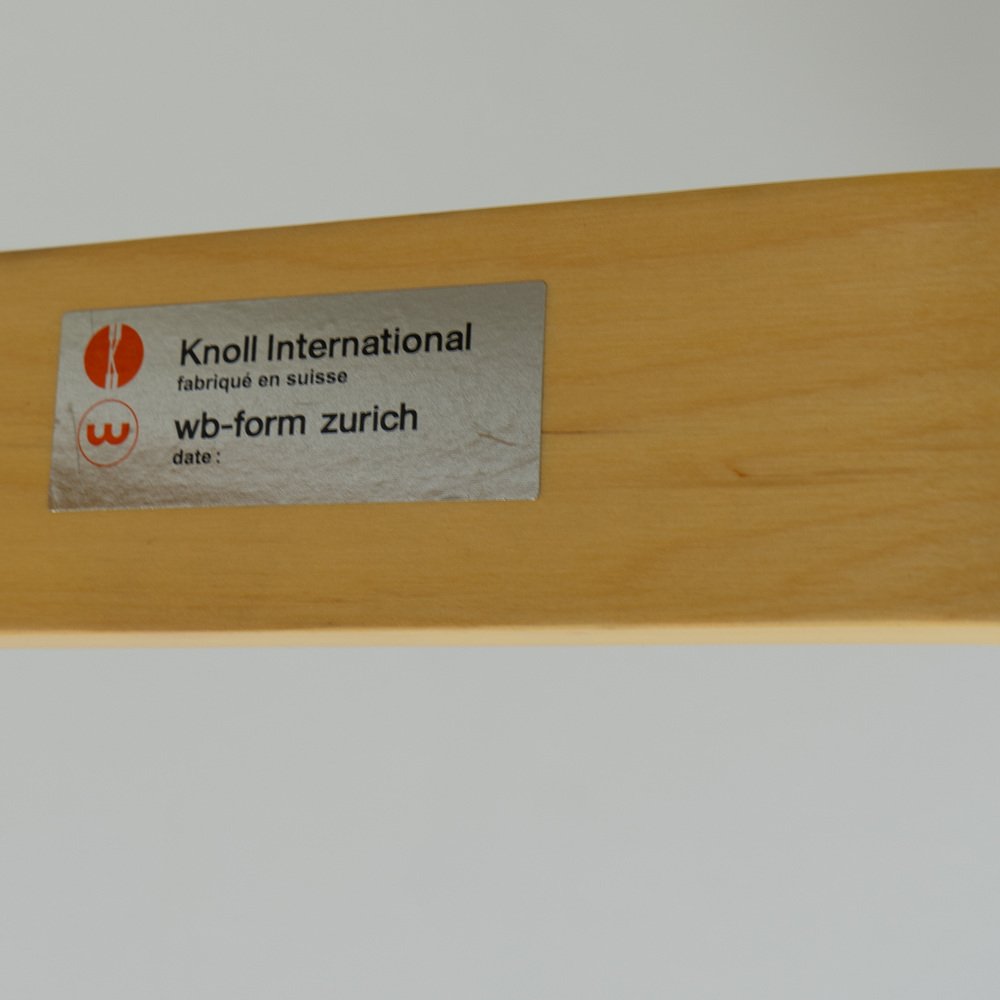 Knoll International
fabriqué en suisse
wb-form zurich
date: